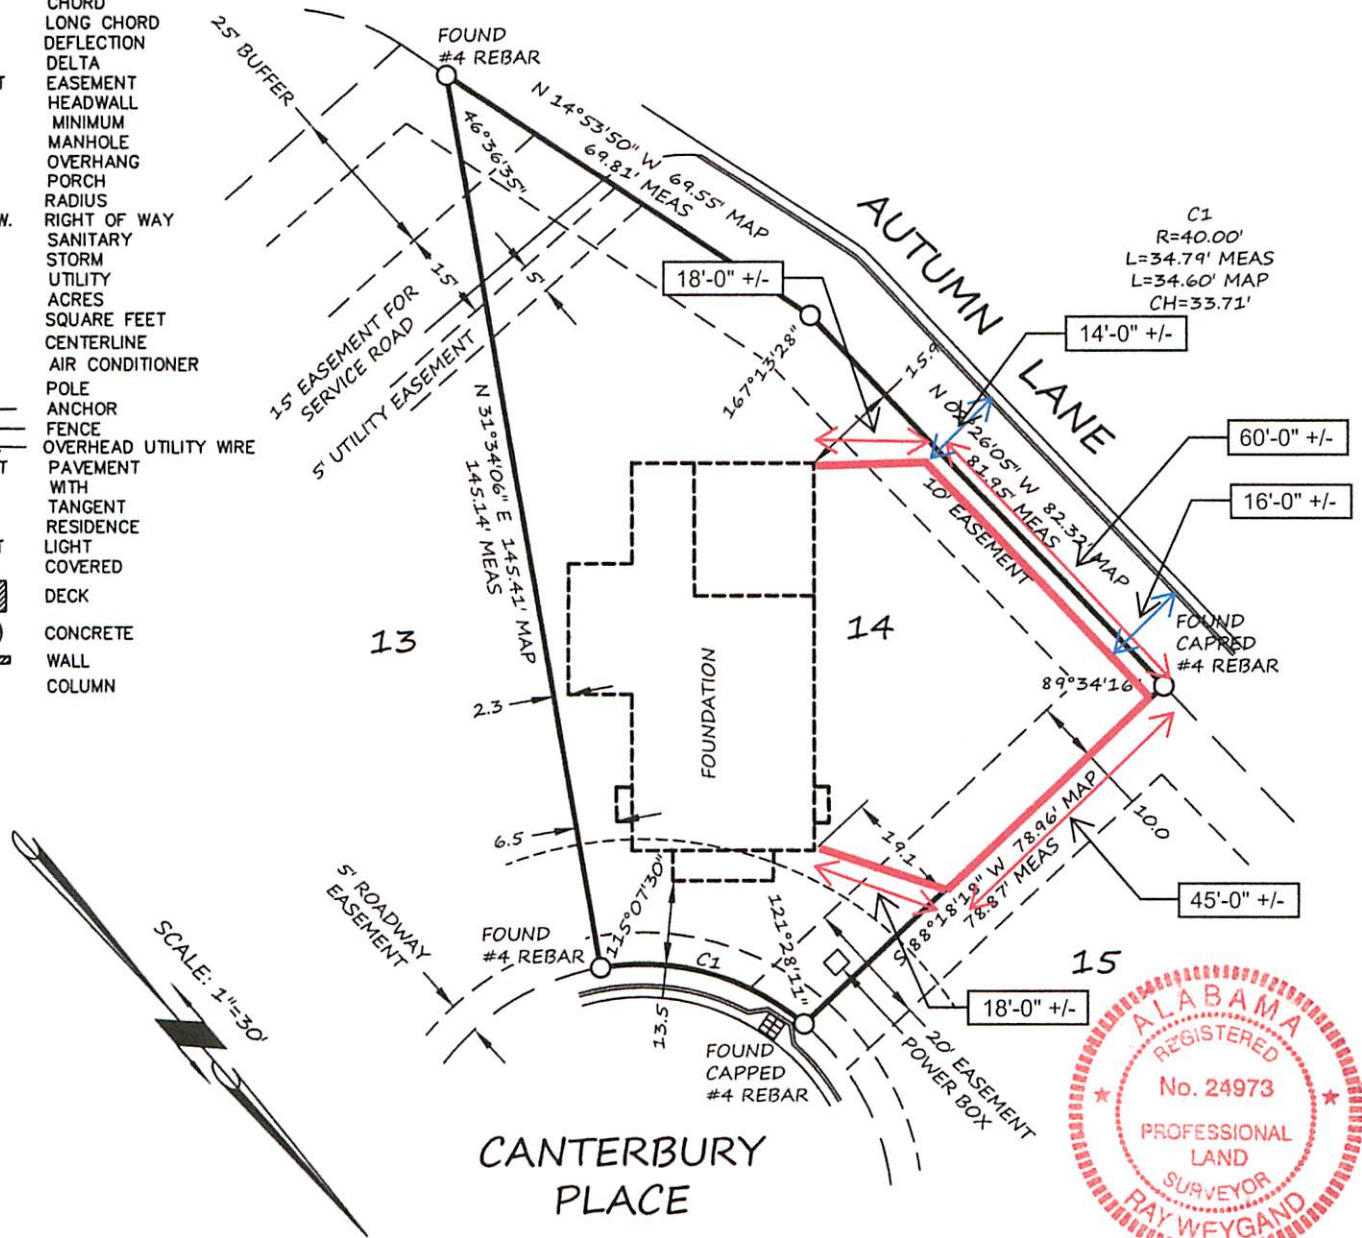 CHORD
LONG CHORD
DEFLECTION
DELTA
T EASEMENT
HEADWALL
MINIMUM
MANHOLE
OVERHANG
PORCH
RADIUS
W. RIGHT OF WAY
SANITARY
STORM
UTILITY
ACRES
SQUARE FEET
CENTERLINE
AIR CONDITIONER
POLE
ANCHOR
FENCE
OVERHEAD UTILITY WIRE
T PAVEMENT
WITH
TANGENT
RESIDENCE
T LIGHT
COVERED
DECK
CONCRETE
WALL
COLUMN
25' BUFFER
FOUND
#4 REBAR
46°36'35"
N 14°53'50" W 69.55' MAP
69.81' MEAS
AUTUMN LANE
C1
R=40.00'
L=34.79' MEAS
L=34.60' MAP
CH=33.71'
18'-0" +/-
14'-0" +/-
60'-0" +/-
16'-0" +/-
15'
5'
15' EASEMENT FOR
SERVICE ROAD
5' UTILITY EASEMENT
167°13'28"
15.9
W 82.32' MAP
81.95' MEAS
10' EASEMENT
N 31°34'06" E 145.41' MAP
145.14' MEAS
FOUND
CAPPED
#4 REBAR
89°34'16"
13
14
FOUNDATION
2.3
6.5
19.1
10.0
S 88°18'18" W 78.96' MAP
78.87' MEAS
45'-0" +/-
18'-0" +/-
15
5' ROADWAY
EASEMENT
FOUND
#4 REBAR
115°07'30"
C1
121°28'11"
13.5
FOUND
CAPPED
#4 REBAR
20' EASEMENT
POWER BOX
SCALE: 1"=30'
CANTERBURY
PLACE
ALABAMA
REGISTERED
No. 24973
PROFESSIONAL
LAND
SURVEYOR
RAY WEYGAND